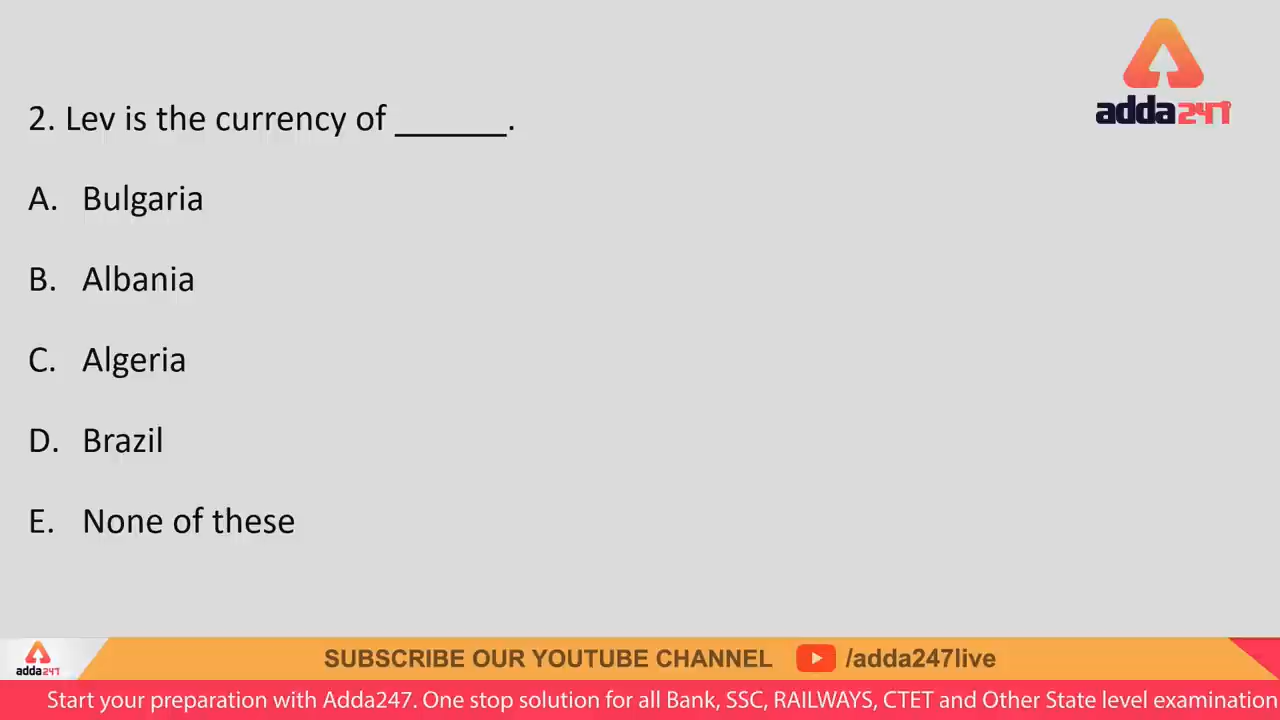 adda247
2. Lev is the currency of ______.
A. Bulgaria
B. Albania
C. Algeria
D. Brazil
E. None of these
adda247
SUBSCRIBE OUR YOUTUBE CHANNEL /adda247live
Start your preparation with Adda247. One stop solution for all Bank, SSC, RAILWAYS, CTET and Other State level examination